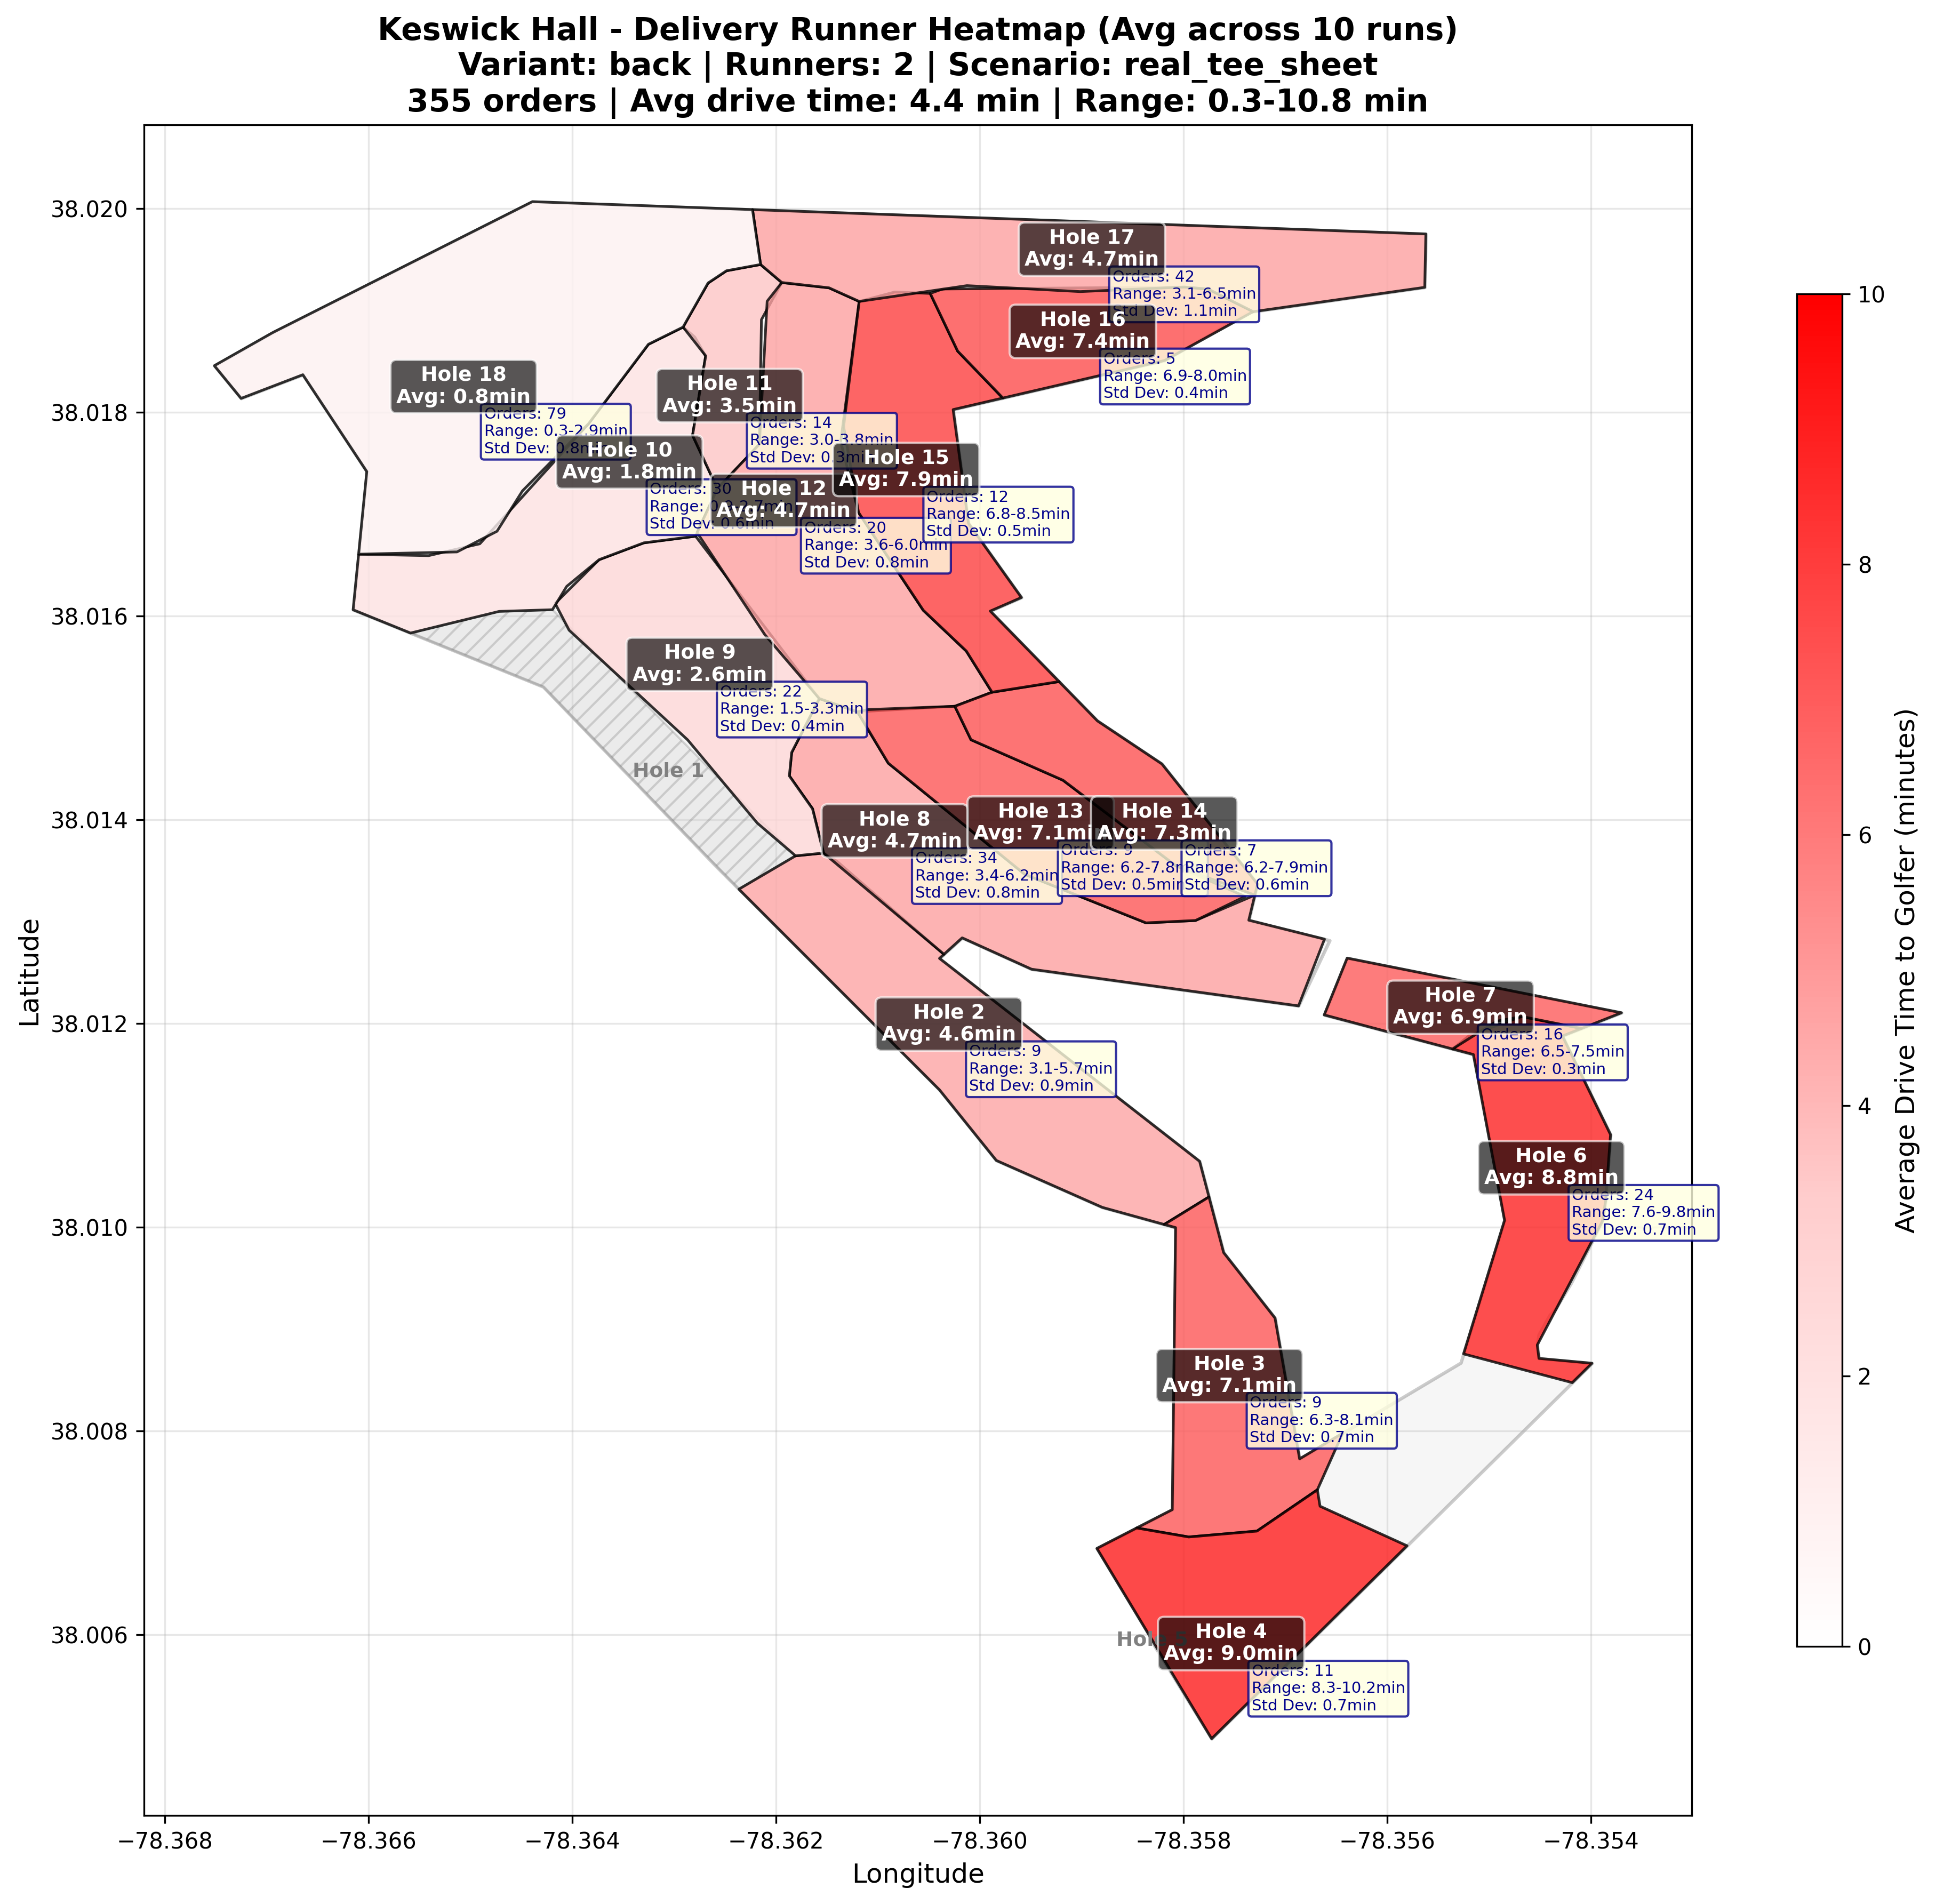 Keswick Hall - Delivery Runner Heatmap (Avg across 10 runs)
Variant: back | Runners: 2 | Scenario: real_tee_sheet
355 orders | Avg drive time: 4.4 min | Range: 0.3-10.8 min
Hole 17
Avg: 4.7min
Orders: 42
Range: 3.1-6.5min
Std Dev: 1.1min
Hole 16
Avg: 7.4min
Orders: 5
Range: 6.9-8.0min
Std Dev: 0.4min
Hole 18
Avg: 0.8min
Orders: 79
Range: 0.3-2.9min
Std Dev: 0.8min
Hole 11
Avg: 3.5min
Orders: 14
Range: 3.0-3.8min
Std Dev: 0.3min
Hole 10
Avg: 1.8min
Orders: 30
Range:
Std Dev: 0.6min
Hole 15
Avg: 7.9min
Orders: 12
Range: 6.8-8.5min
Std Dev: 0.5min
Hole 12
Avg: 4.7min
Orders: 20
Range: 3.6-6.0min
Std Dev: 0.8min
Hole 9
Avg: 2.6min
Orders: 22
Range: 1.5-3.3min
Std Dev: 0.4min
Hole 1
Hole 8
Avg: 4.7min
Orders: 34
Range: 3.4-6.2min
Std Dev: 0.8min
Hole 13
Avg: 7.1min
Orders: 9
Range: 6.2-7.8min
Std Dev: 0.5min
Hole 14
Avg: 7.3min
Orders: 7
Range: 6.2-7.9min
Std Dev: 0.6min
Hole 2
Avg: 4.6min
Orders: 9
Range: 3.1-5.7min
Std Dev: 0.9min
Hole 7
Avg: 6.9min
Orders: 16
Range: 6.5-7.5min
Std Dev: 0.3min
Hole 6
Avg: 8.8min
Orders: 24
Range: 7.6-9.8min
Std Dev: 0.7min
Hole 3
Avg: 7.1min
Orders: 9
Range: 6.3-8.1min
Std Dev: 0.7min
Hole 5
Hole 4
Avg: 9.0min
Orders: 11
Range: 8.3-10.2min
Std Dev: 0.7min
38.020
38.018
38.016
38.014
38.012
38.010
38.008
38.006
Latitude
−78.368
−78.366
−78.364
−78.362
−78.360
−78.358
−78.356
−78.354
Longitude
10
8
6
4
2
0
Average Drive Time to Golfer (minutes)